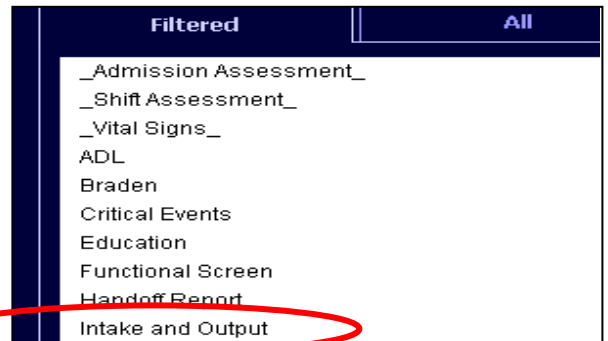 Filtered All
_Admission Assessment_
_Shift Assessment_
_Vital Signs_
ADL
Braden
Critical Events
Education
Functional Screen
Handoff Report
Intake and Output